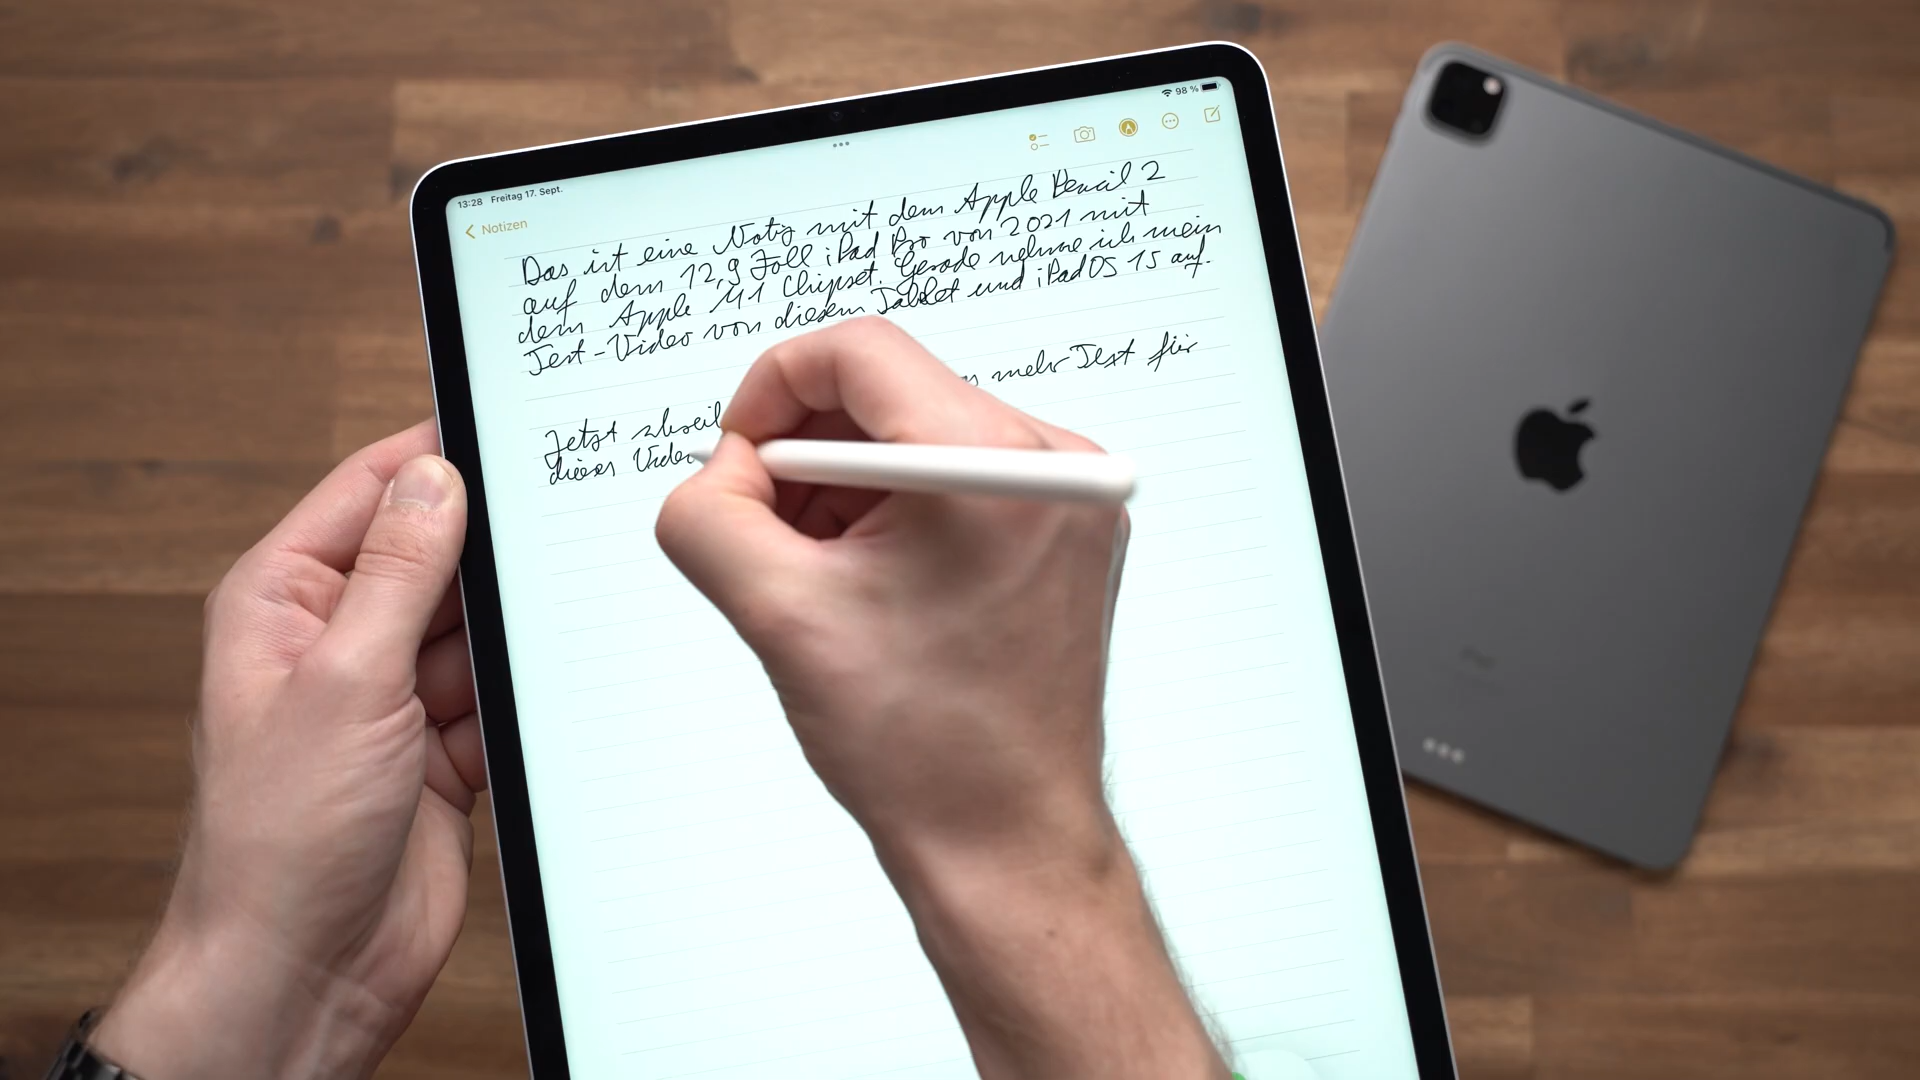 13:28 Freitag 17. Sept.
98 %
Notizen
Das ist eine Notiz mit dem Apple Pencil 2
auf dem 12,9 Zoll iPad Pro von 2021 mit
dem Apple M1 Chipset. Gerade nehme ich mein
Test-Video von diesem Tablet und iPadOS 15 auf.
Jetzt mehr Text für
dieses Video